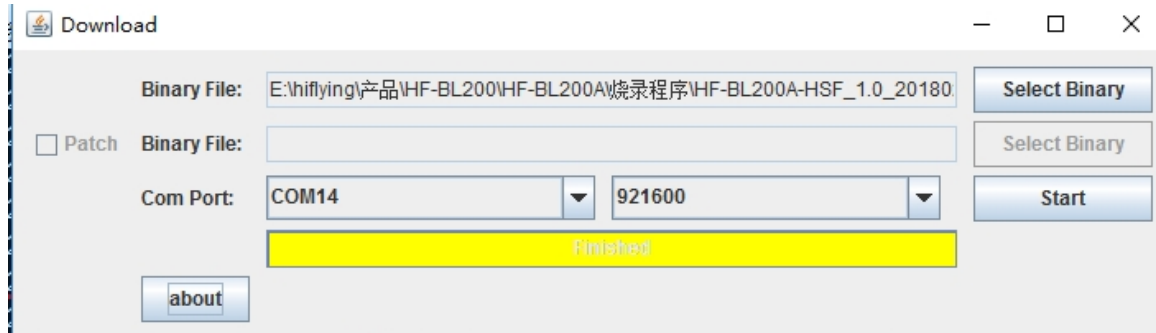 Download
Binary File: E:\hiflying\产品\HF-BL200\HF-BL200A\烧录程序\HF-BL200A-HSF_1.0_20180 Select Binary
Patch Binary File: Select Binary
Com Port: COM14 921600 Start
Finished
about